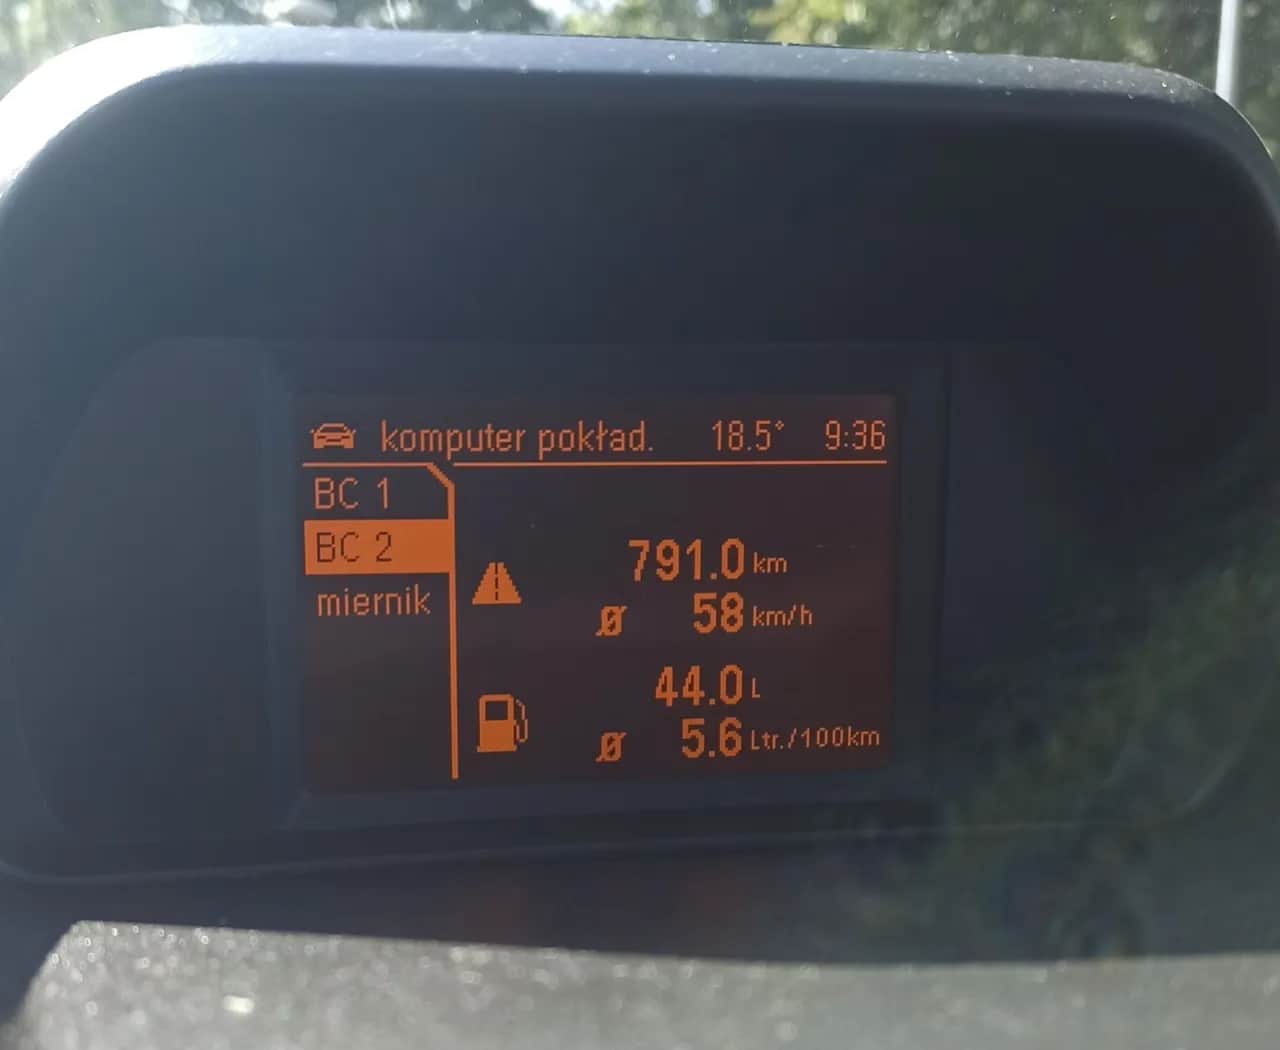 komputer pokład. 18.5° 9:36
BC 1
BC 2
791.0 km
miernik
Ø 58 km/h
44.0 L
Ø 5.6 Ltr./100km